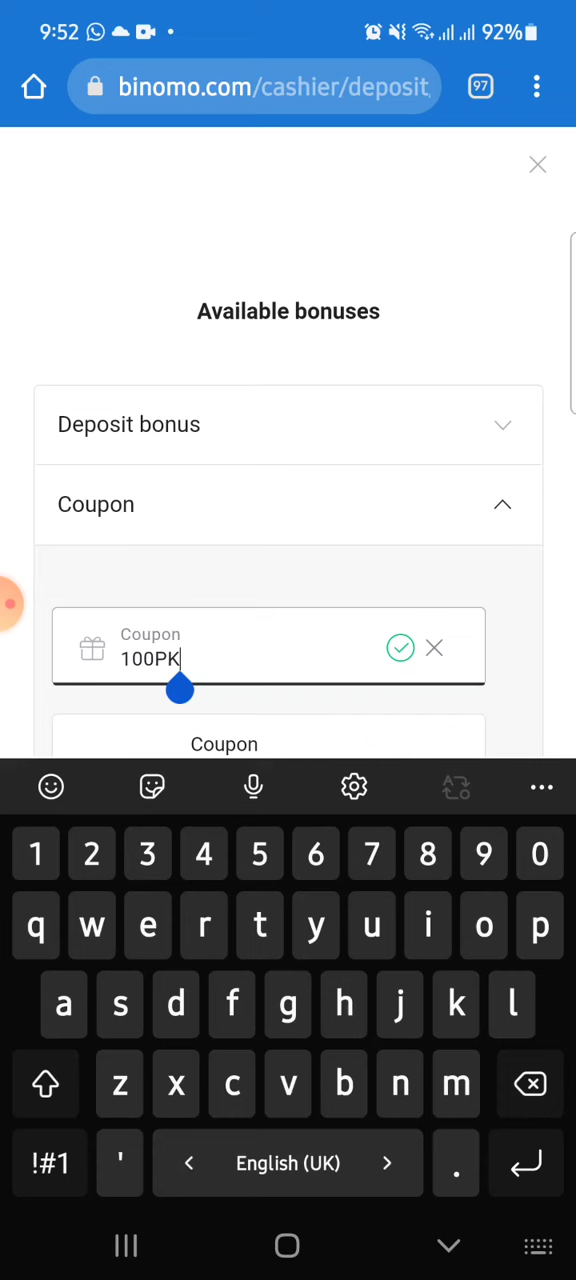 9:52 92%
binomo.com/cashier/deposit 97
Available bonuses
Deposit bonus
Coupon
Coupon
100PK
Coupon
1 2 3 4 5 6 7 8 9 0
q w e r t y u i o p
a s d f g h j k l
z x c v b n m
!#1 ' < English (UK) > .